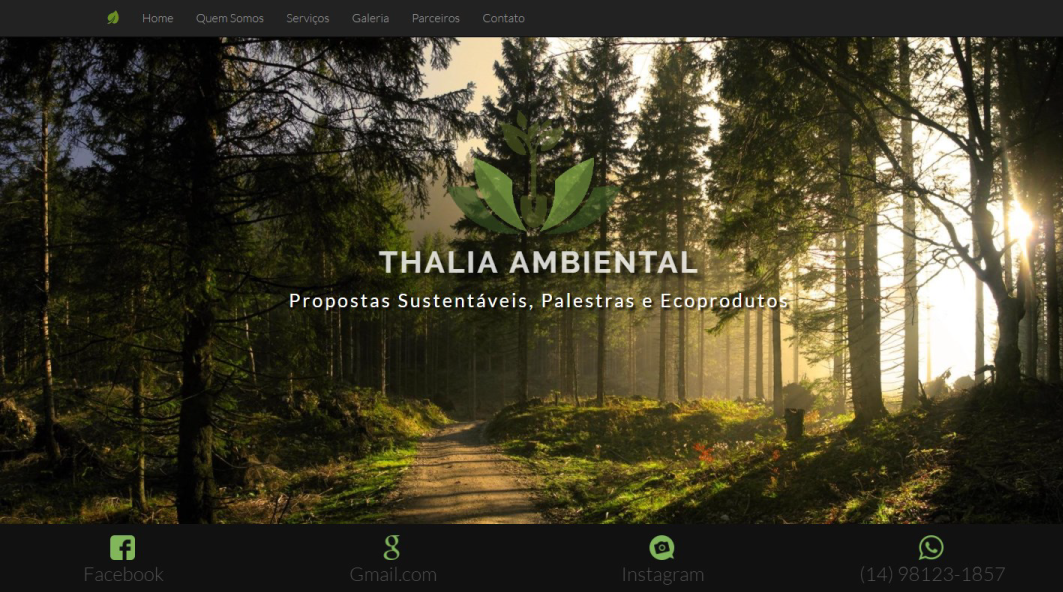 Home Quem Somos Serviços Galeria Parceiros Contato
THALIA AMBIENTAL
Propostas Sustentáveis, Palestras e Ecoprodutos
Facebook Gmail.com Instagram (14) 98123-1857